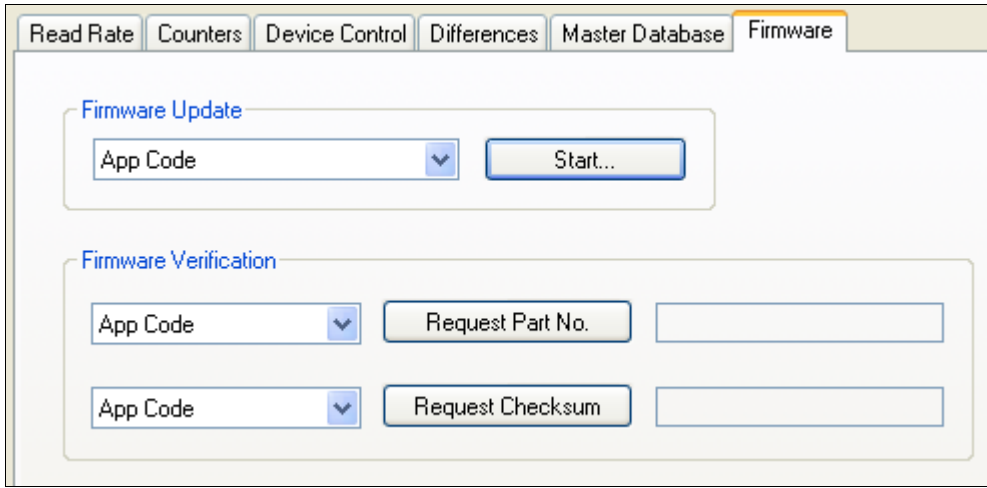 Read Rate Counters Device Control Differences Master Database Firmware
Firmware Update
App Code Start...
Firmware Verification
App Code Request Part No.
App Code Request Checksum